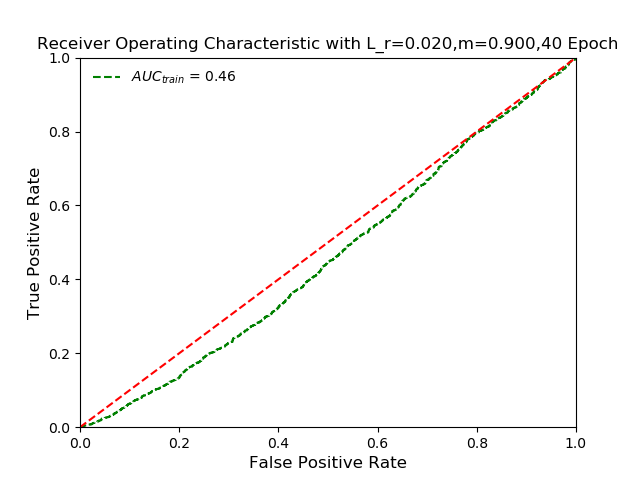 Receiver Operating Characteristic with L_r=0.020,m=0.900,40 Epoch
1.0
AUCtrain = 0.46
0.8
0.6
0.4
0.2
0.0
True Positive Rate
0.0 0.2 0.4 0.6 0.8 1.0
False Positive Rate